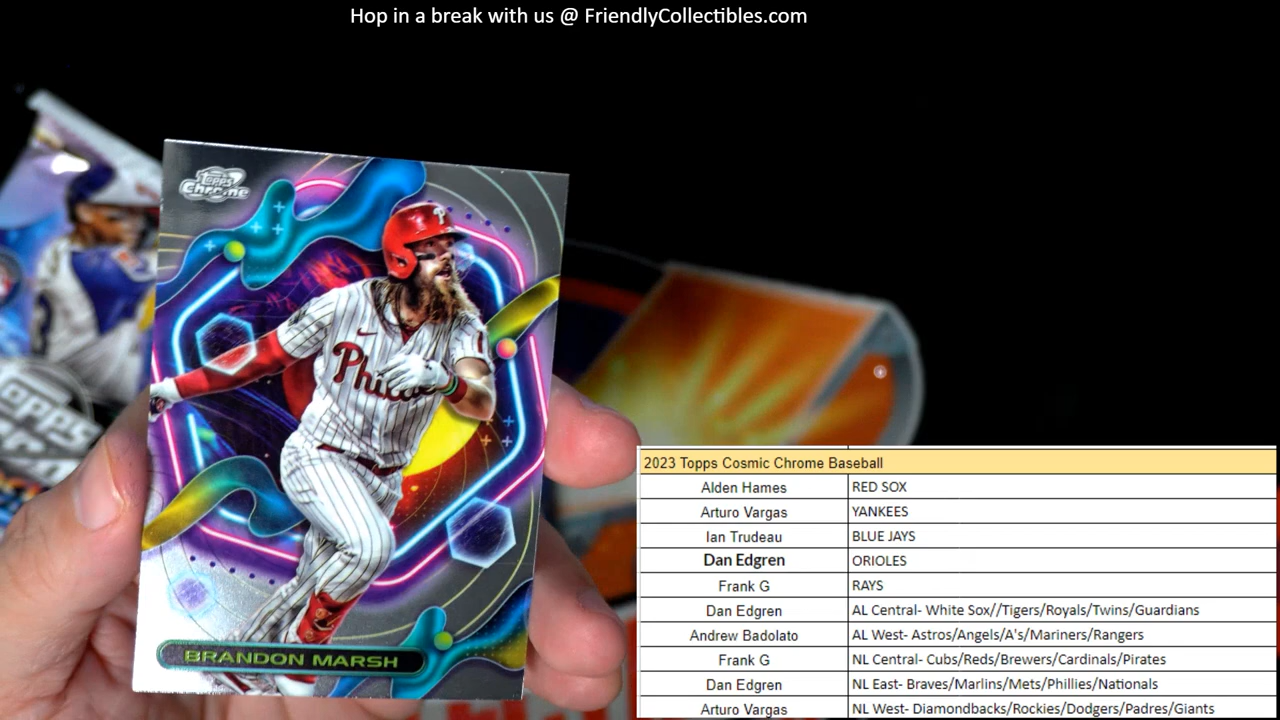 Hop in a break with us @ FriendlyCollectibles.com
Topps
Chrome
P
Phil
1
BRANDON MARSH
Topps
2023 Topps Cosmic Chrome Baseball
Alden Hames RED SOX
Arturo Vargas YANKEES
Ian Trudeau BLUE JAYS
Dan Edgren ORIOLES
Frank G RAYS
Dan Edgren AL Central- White Sox//Tigers/Royals/Twins/Guardians
Andrew Badolato AL West- Astros/Angels/A's/Mariners/Rangers
Frank G NL Central- Cubs/Reds/Brewers/Cardinals/Pirates
Dan Edgren NL East- Braves/Marlins/Mets/Phillies/Nationals
Arturo Vargas NL West- Diamondbacks/Rockies/Dodgers/Padres/Giants